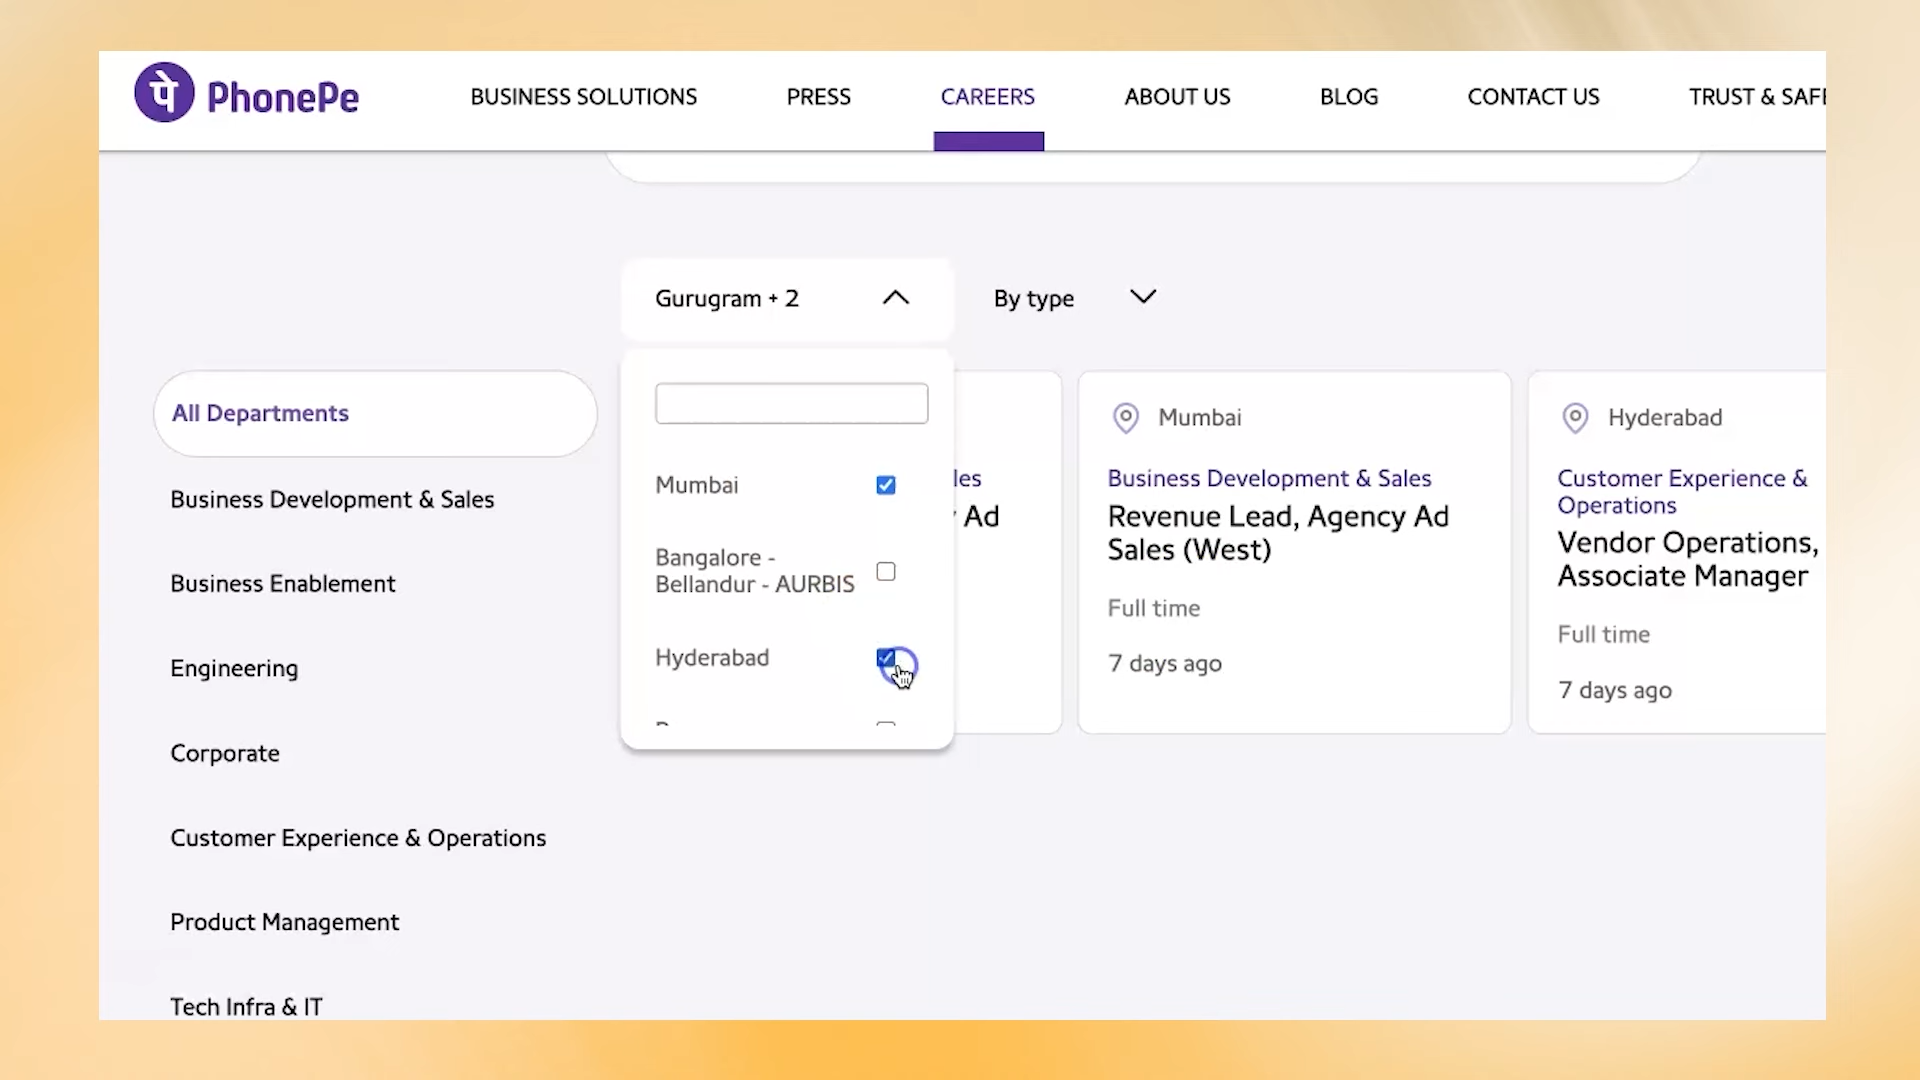 पे PhonePe
BUSINESS SOLUTIONS
PRESS
CAREERS
ABOUT US
BLOG
CONTACT US
TRUST & SAFE
Gurugram + 2
By type
All Departments
Business Development & Sales
Business Enablement
Engineering
Corporate
Customer Experience & Operations
Product Management
Tech Infra & IT
Mumbai
Bangalore -
Bellandur - AURBIS
Hyderabad
les
Ad
Mumbai
Business Development & Sales
Revenue Lead, Agency Ad
Sales (West)
Full time
7 days ago
Hyderabad
Customer Experience &
Operations
Vendor Operations,
Associate Manager
Full time
7 days ago